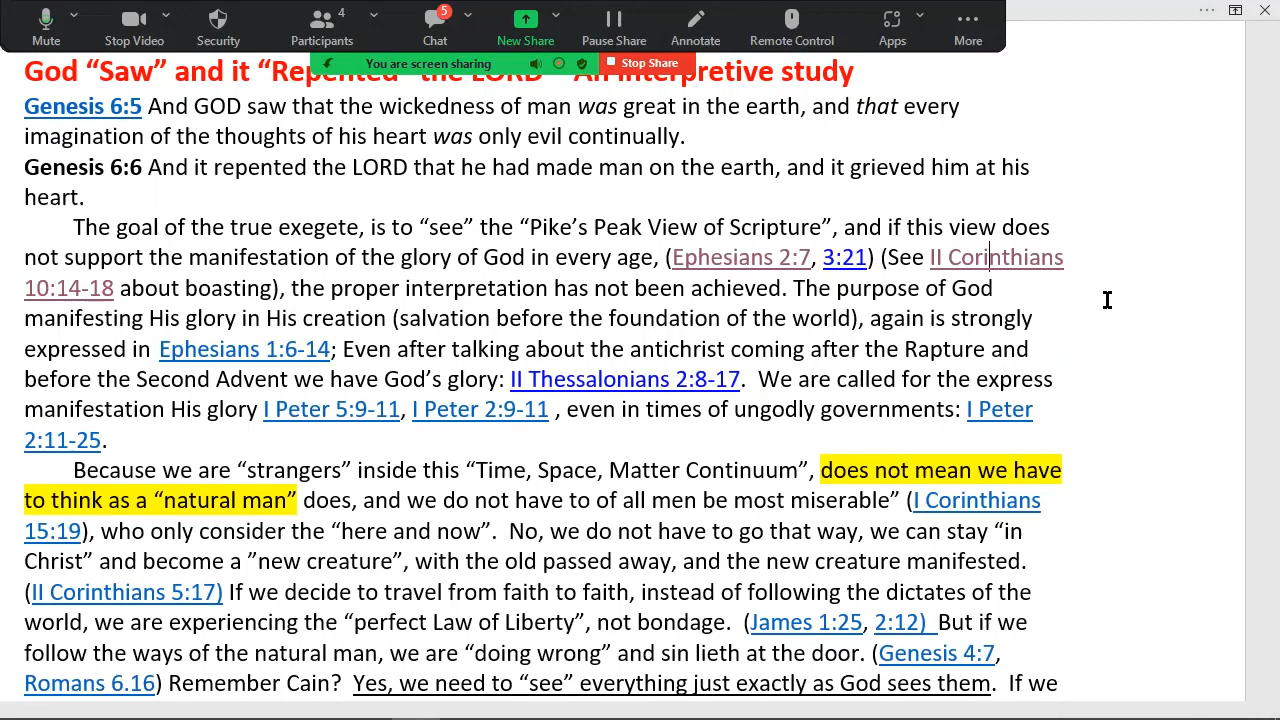 4
5
Mute
Stop Video
Security
Participants
Chat
New Share
Pause Share
Annotate
Remote Control
Apps
More
You are screen sharing
Stop Share
God “Saw” and it “Repented” the LORD – An Interpretive study
Genesis 6:5 And GOD saw that the wickedness of man was great in the earth, and that every
imagination of the thoughts of his heart was only evil continually.
Genesis 6:6 And it repented the LORD that he had made man on the earth, and it grieved him at his
heart.
The goal of the true exegete, is to “see” the “Pike’s Peak View of Scripture”, and if this view does
not support the manifestation of the glory of God in every age, (Ephesians 2:7, 3:21) (See II Corinthians
10:14-18 about boasting), the proper interpretation has not been achieved. The purpose of God
manifesting His glory in His creation (salvation before the foundation of the world), again is strongly
expressed in Ephesians 1:6-14; Even after talking about the antichrist coming after the Rapture and
before the Second Advent we have God’s glory: II Thessalonians 2:8-17. We are called for the express
manifestation His glory I Peter 5:9-11, I Peter 2:9-11 , even in times of ungodly governments: I Peter
2:11-25.
Because we are “strangers” inside this “Time, Space, Matter Continuum”, does not mean we have
to think as a “natural man” does, and we do not have to of all men be most miserable” (I Corinthians
15:19), who only consider the “here and now”. No, we do not have to go that way, we can stay “in
Christ” and become a ”new creature”, with the old passed away, and the new creature manifested.
(II Corinthians 5:17) If we decide to travel from faith to faith, instead of following the dictates of the
world, we are experiencing the “perfect Law of Liberty”, not bondage. (James 1:25, 2:12) But if we
follow the ways of the natural man, we are “doing wrong” and sin lieth at the door. (Genesis 4:7,
Romans 6.16) Remember Cain? Yes, we need to “see” everything just exactly as God sees them. If we